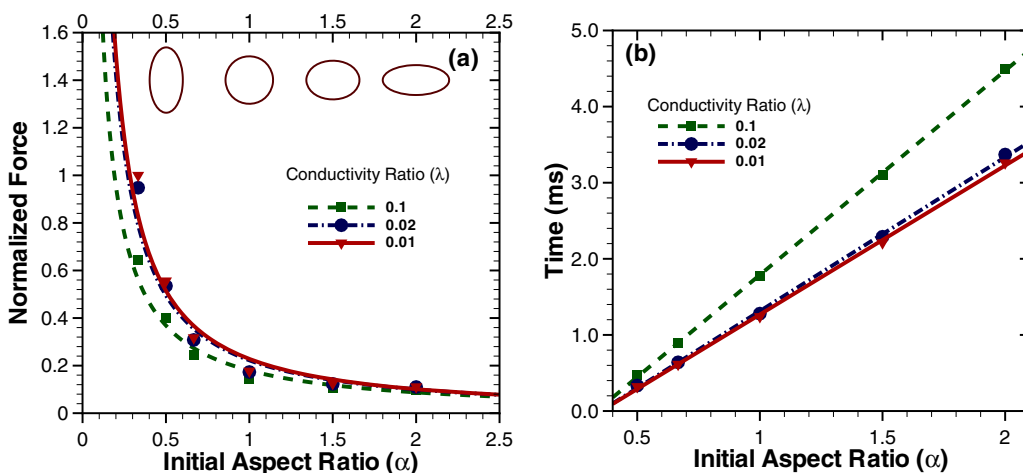 0 0.5 1 1.5 2 2.5
1.6
1.4
1.2
1
0.8
0.6
0.4
0.2
0
(a)
Conductivity Ratio (λ)
0.1
0.02
0.01
Normalized Force
0 0.5 1 1.5 2 2.5
Initial Aspect Ratio (α)
5.0
4.0
3.0
2.0
1.0
0.0
(b)
Conductivity Ratio (λ)
0.1
0.02
0.01
Time (ms)
0.5 1 1.5 2
Initial Aspect Ratio (α)